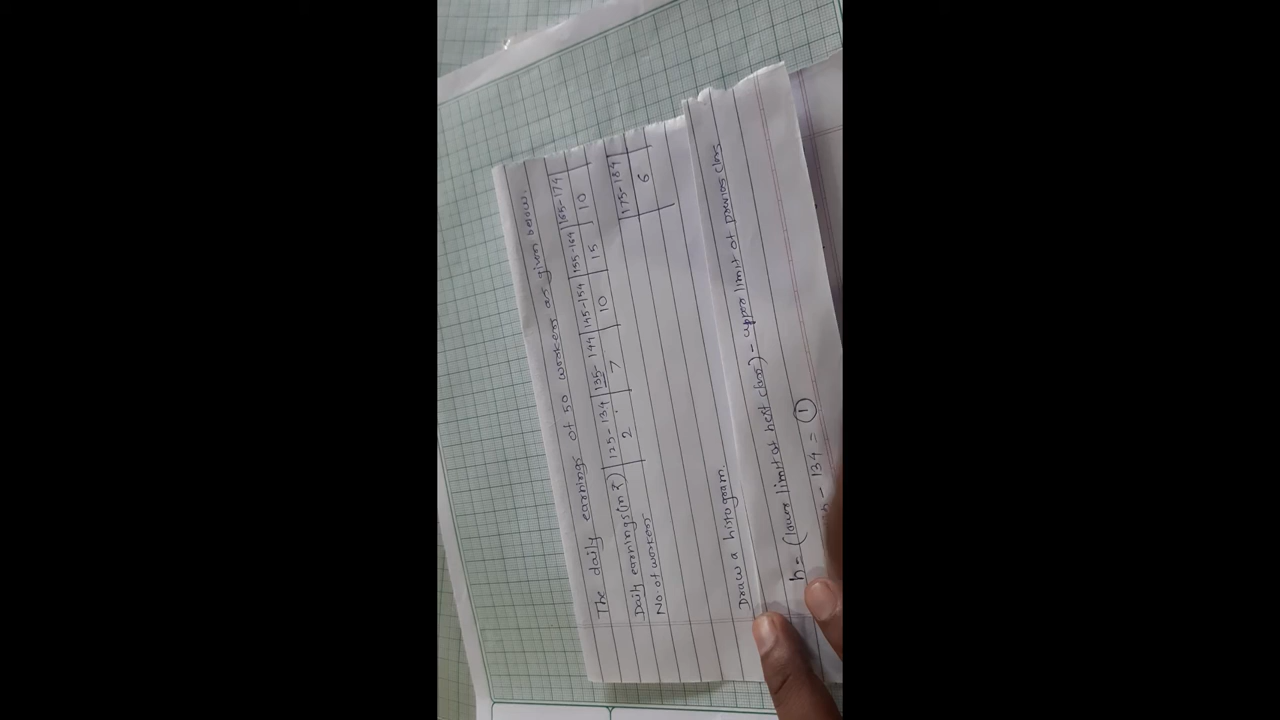 The daily earnings of 50 workers as given below.
Daily earnings (in ₹) 125-134 135-144 145-154 155-164 165-174
No. of workers 2 7 10 15 10
175-184
6
Draw a histogram.
h = (lower limit of next class) - upper limit of previous class
- 134 = 1